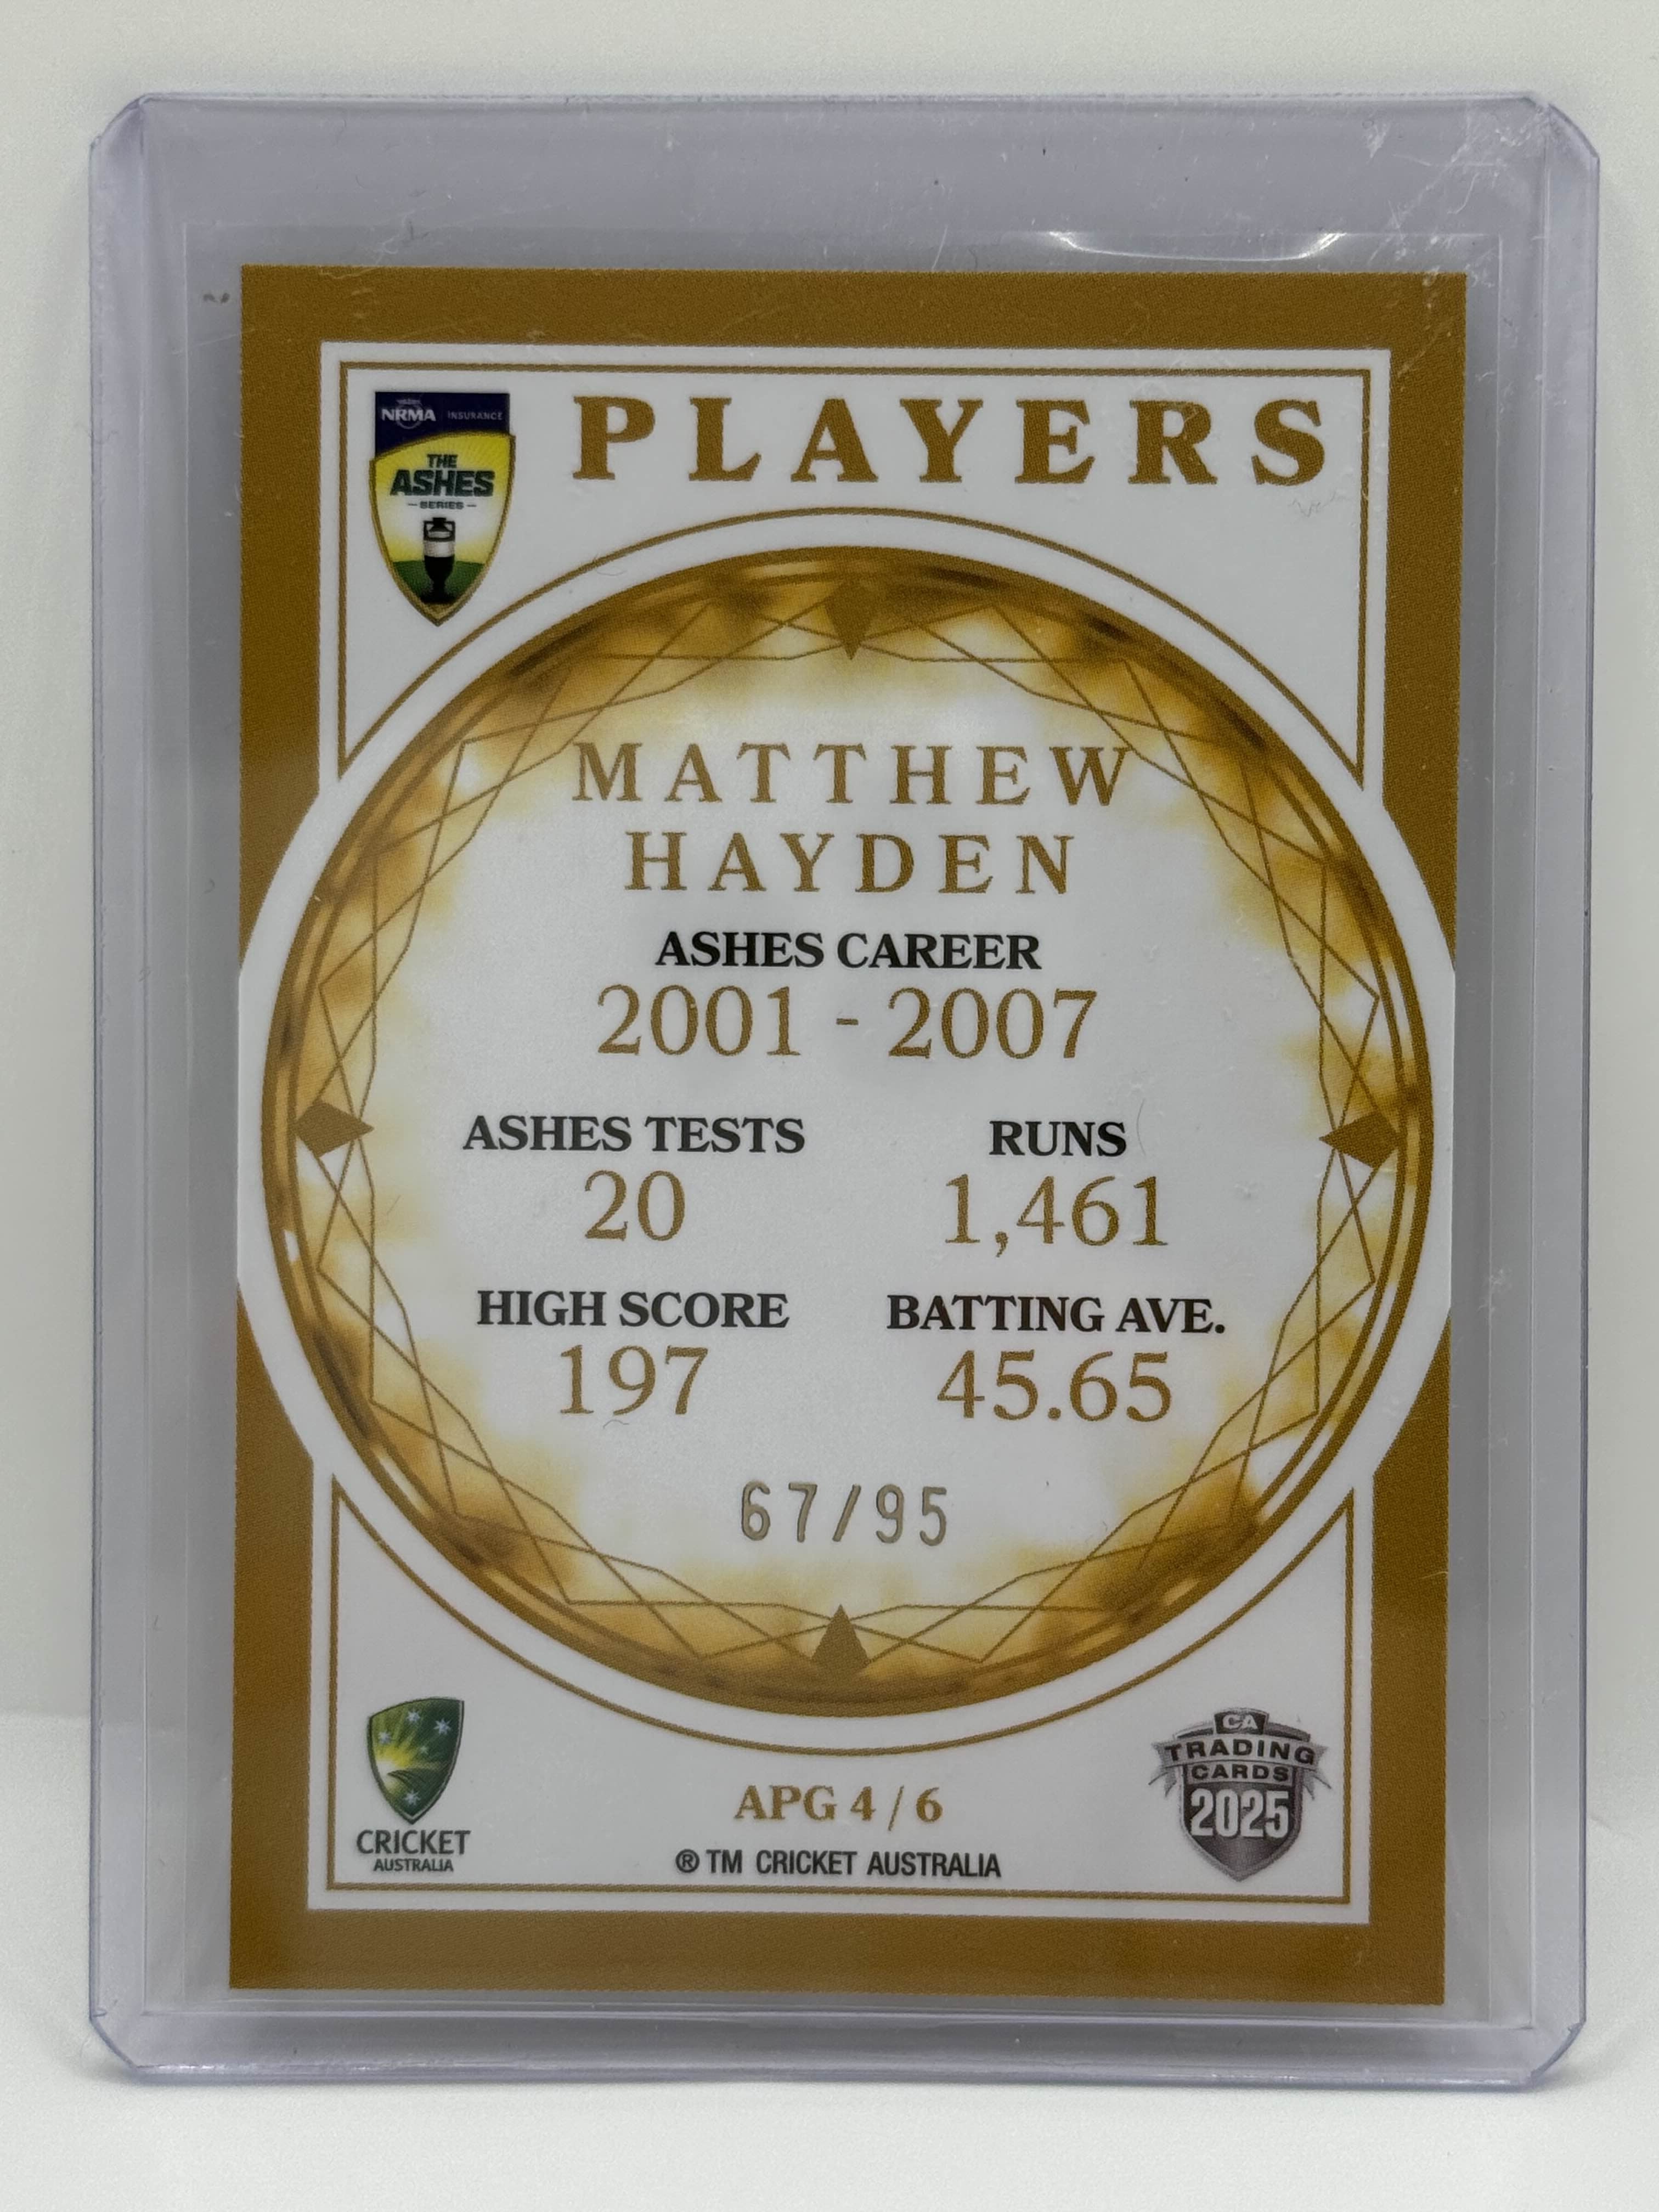 NRMA INSURANCE
THE
ASHES
SERIES
PLAYERS
MATTHEW
HAYDEN
ASHES CAREER
2001 - 2007
ASHES TESTS
20
RUNS
1,461
HIGH SCORE
197
BATTING AVE.
45.65
67/95
CRICKET
AUSTRALIA
APG 4 / 6
® TM CRICKET AUSTRALIA
CA
TRADING
CARDS
2025